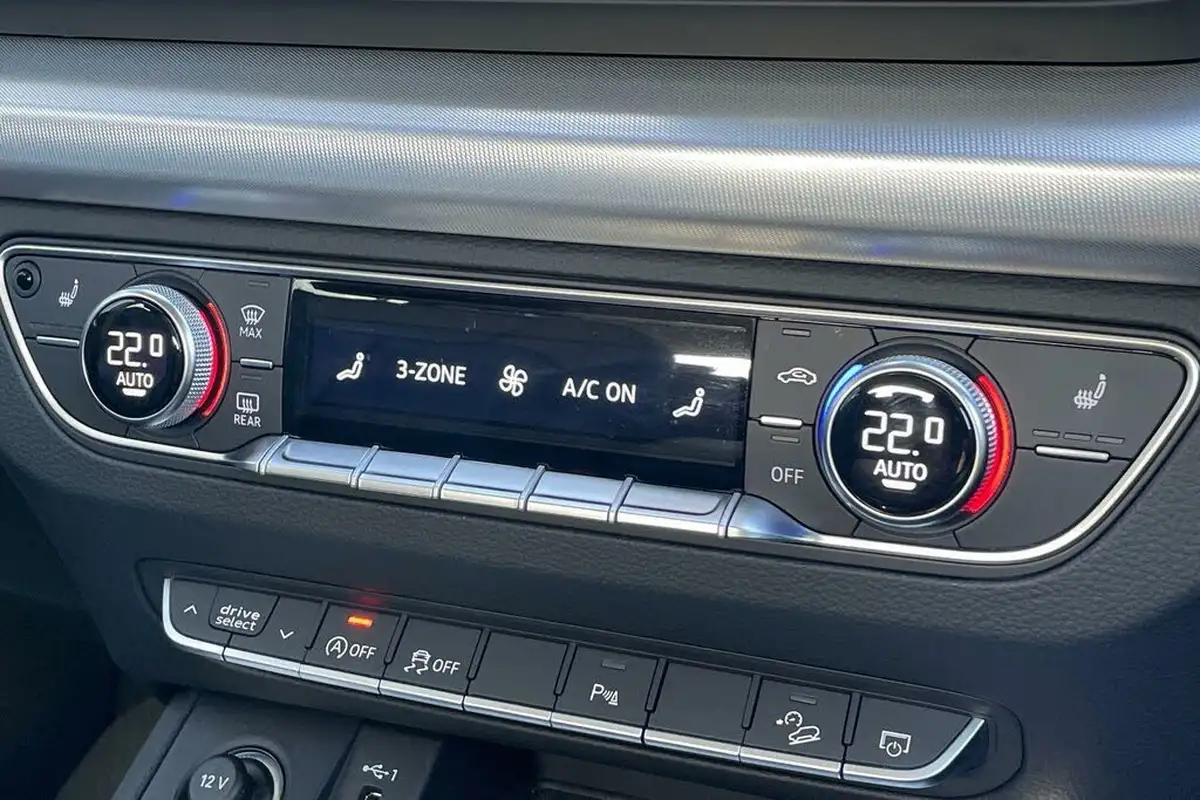 22.0
AUTO
MAX
REAR
3-ZONE
A/C ON
OFF
22.0
AUTO
drive
select
A OFF
OFF
P
12 V
1